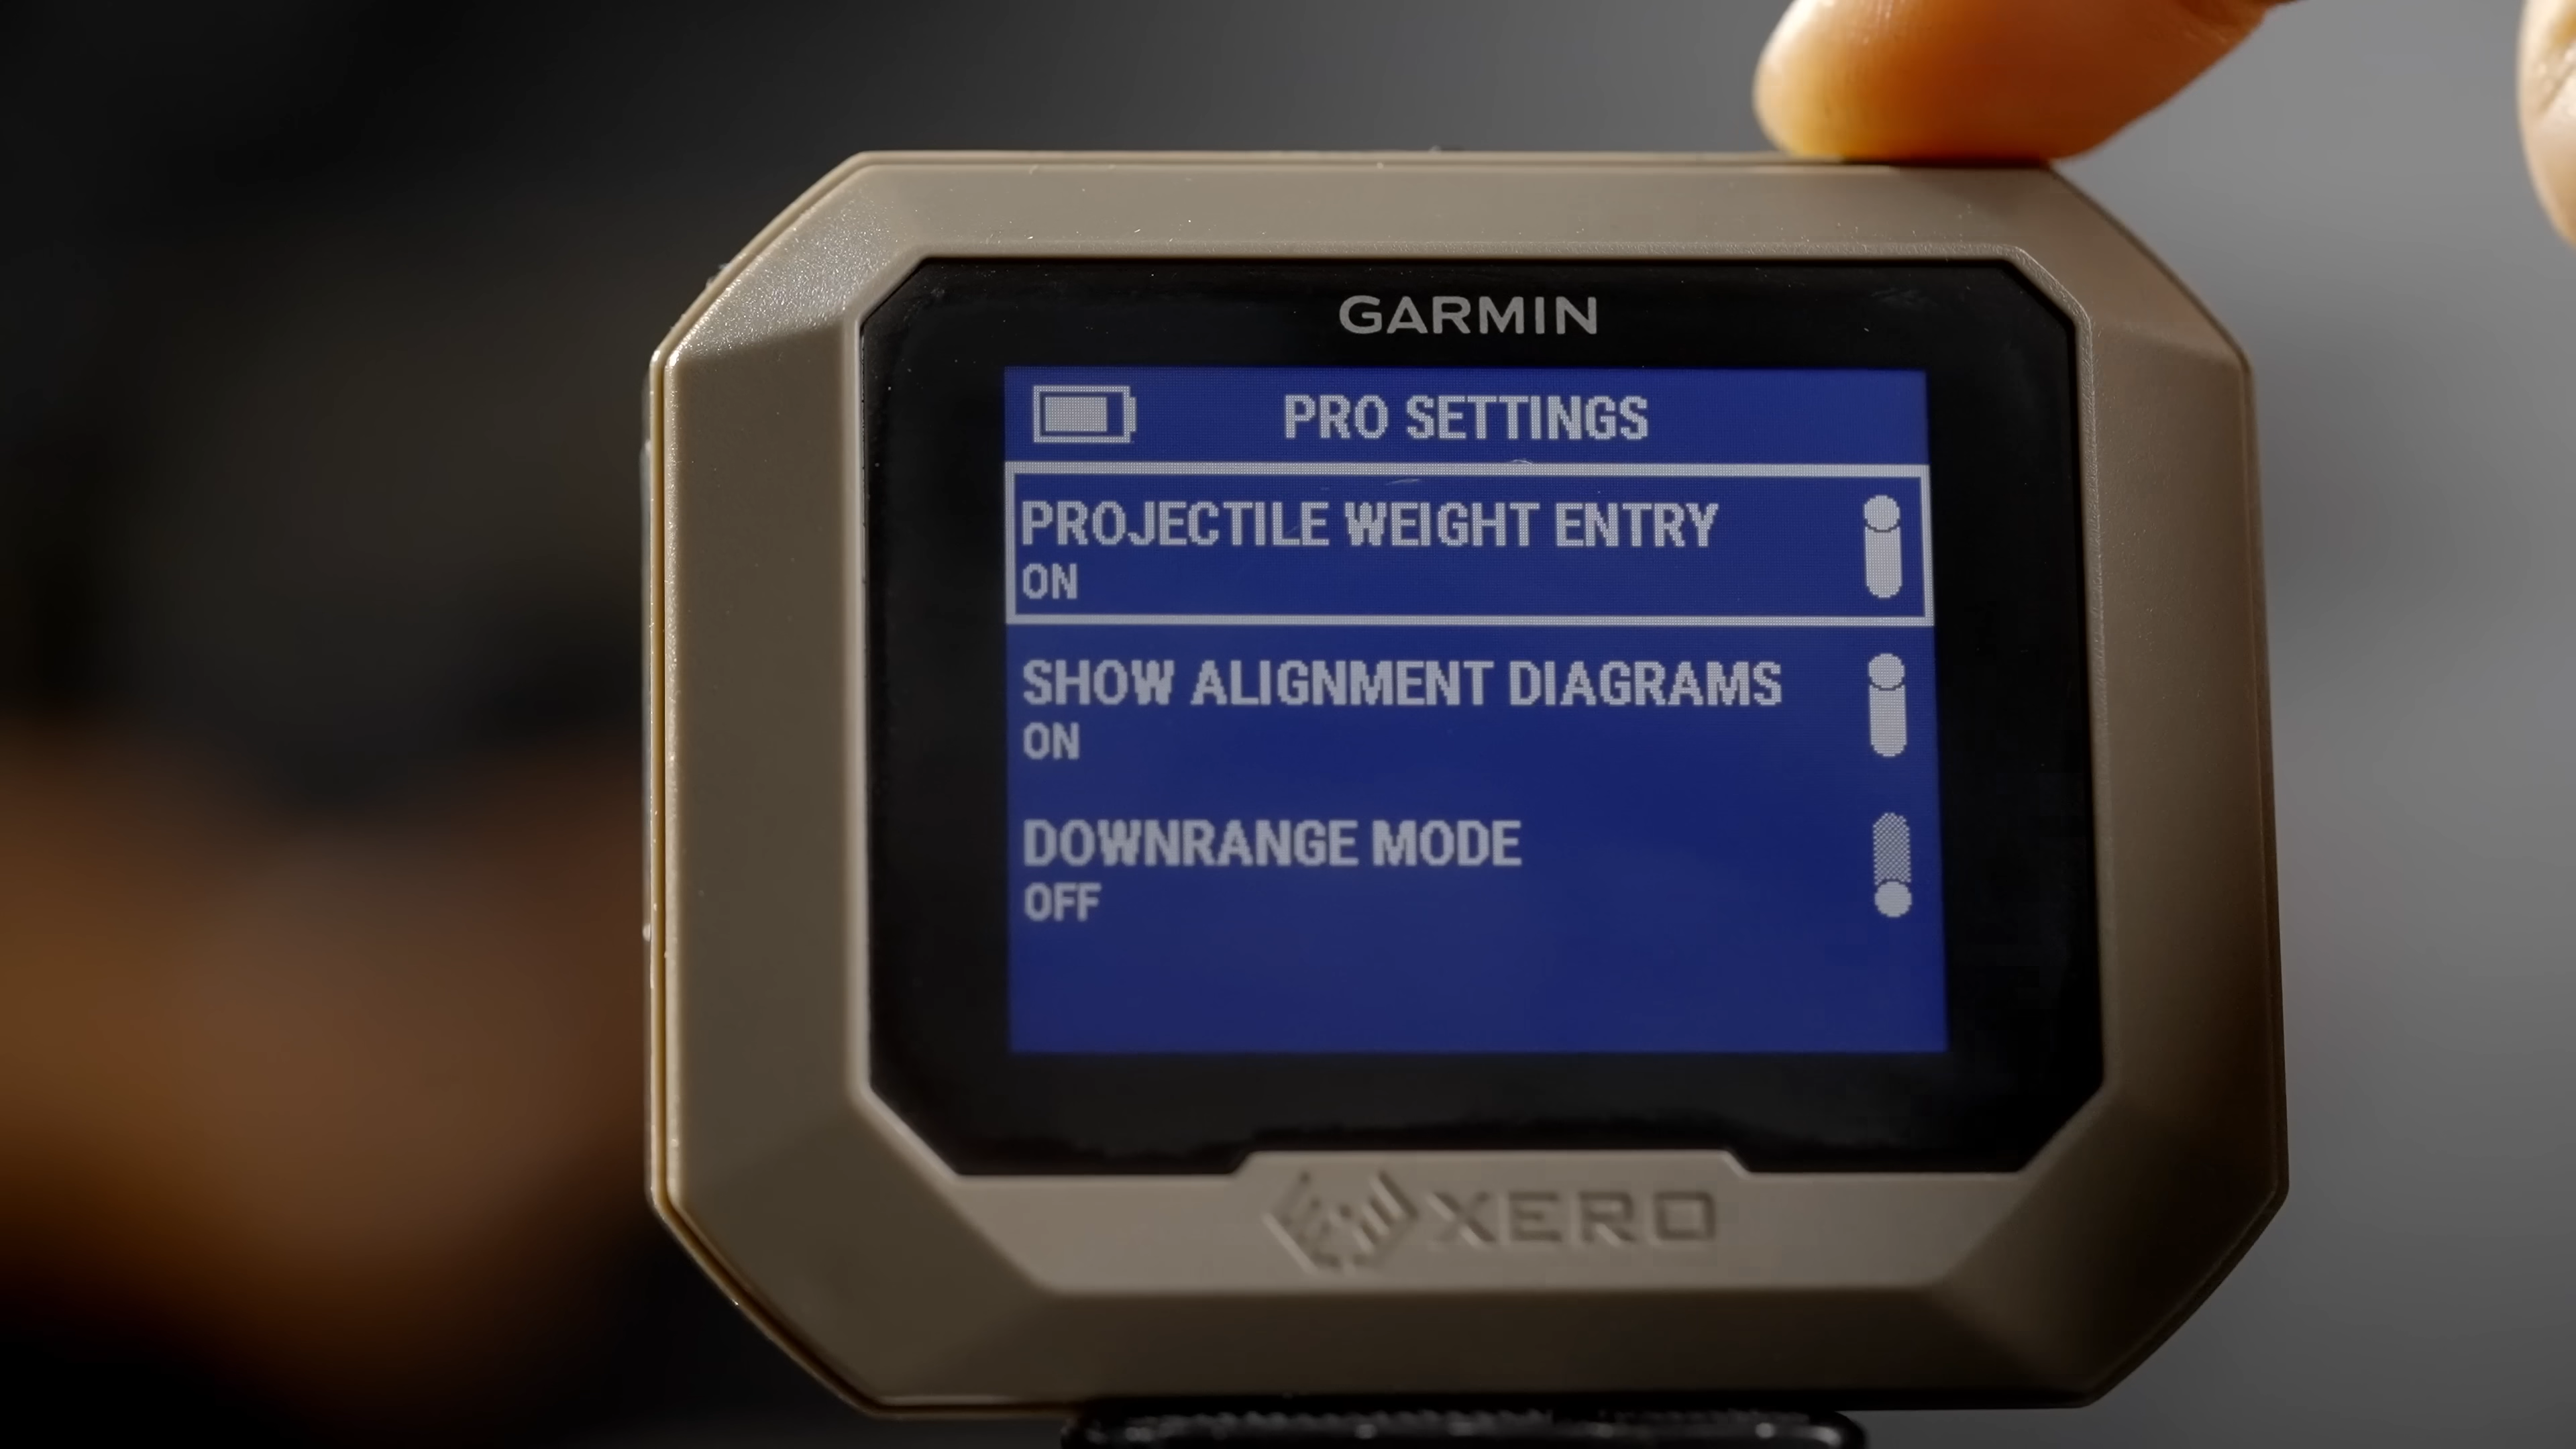 GARMIN
PRO SETTINGS
PROJECTILE WEIGHT ENTRY
ON
SHOW ALIGNMENT DIAGRAMS
ON
DOWNRANGE MODE
OFF
XERO